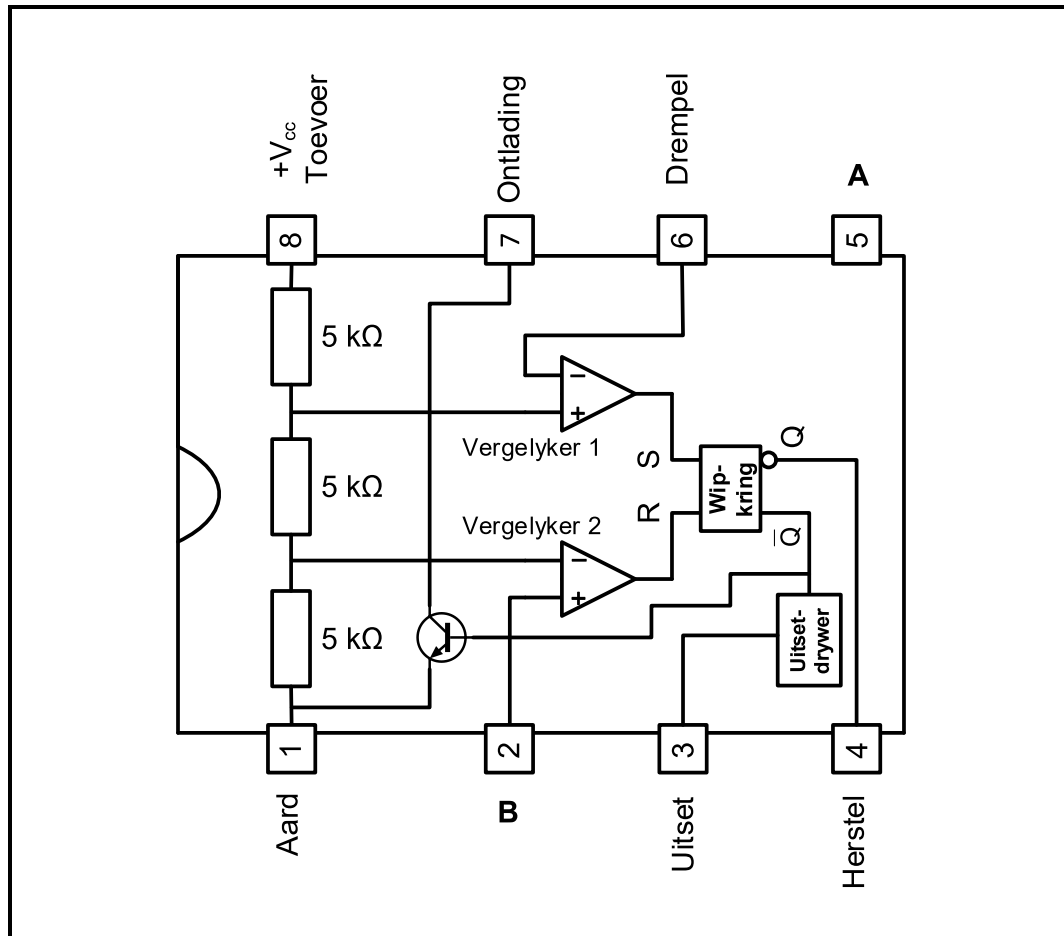 +Vcc
Toevoer
Ontlading
Drempel
A
8
7
6
5
5 kΩ
–
+
Vergelyker 1
5 kΩ
S
Q
Wip-
kring
R
Vergelyker 2
Q̅
–
+
5 kΩ
Uitset-
drywer
1
2
3
4
Aard
B
Uitset
Herstel